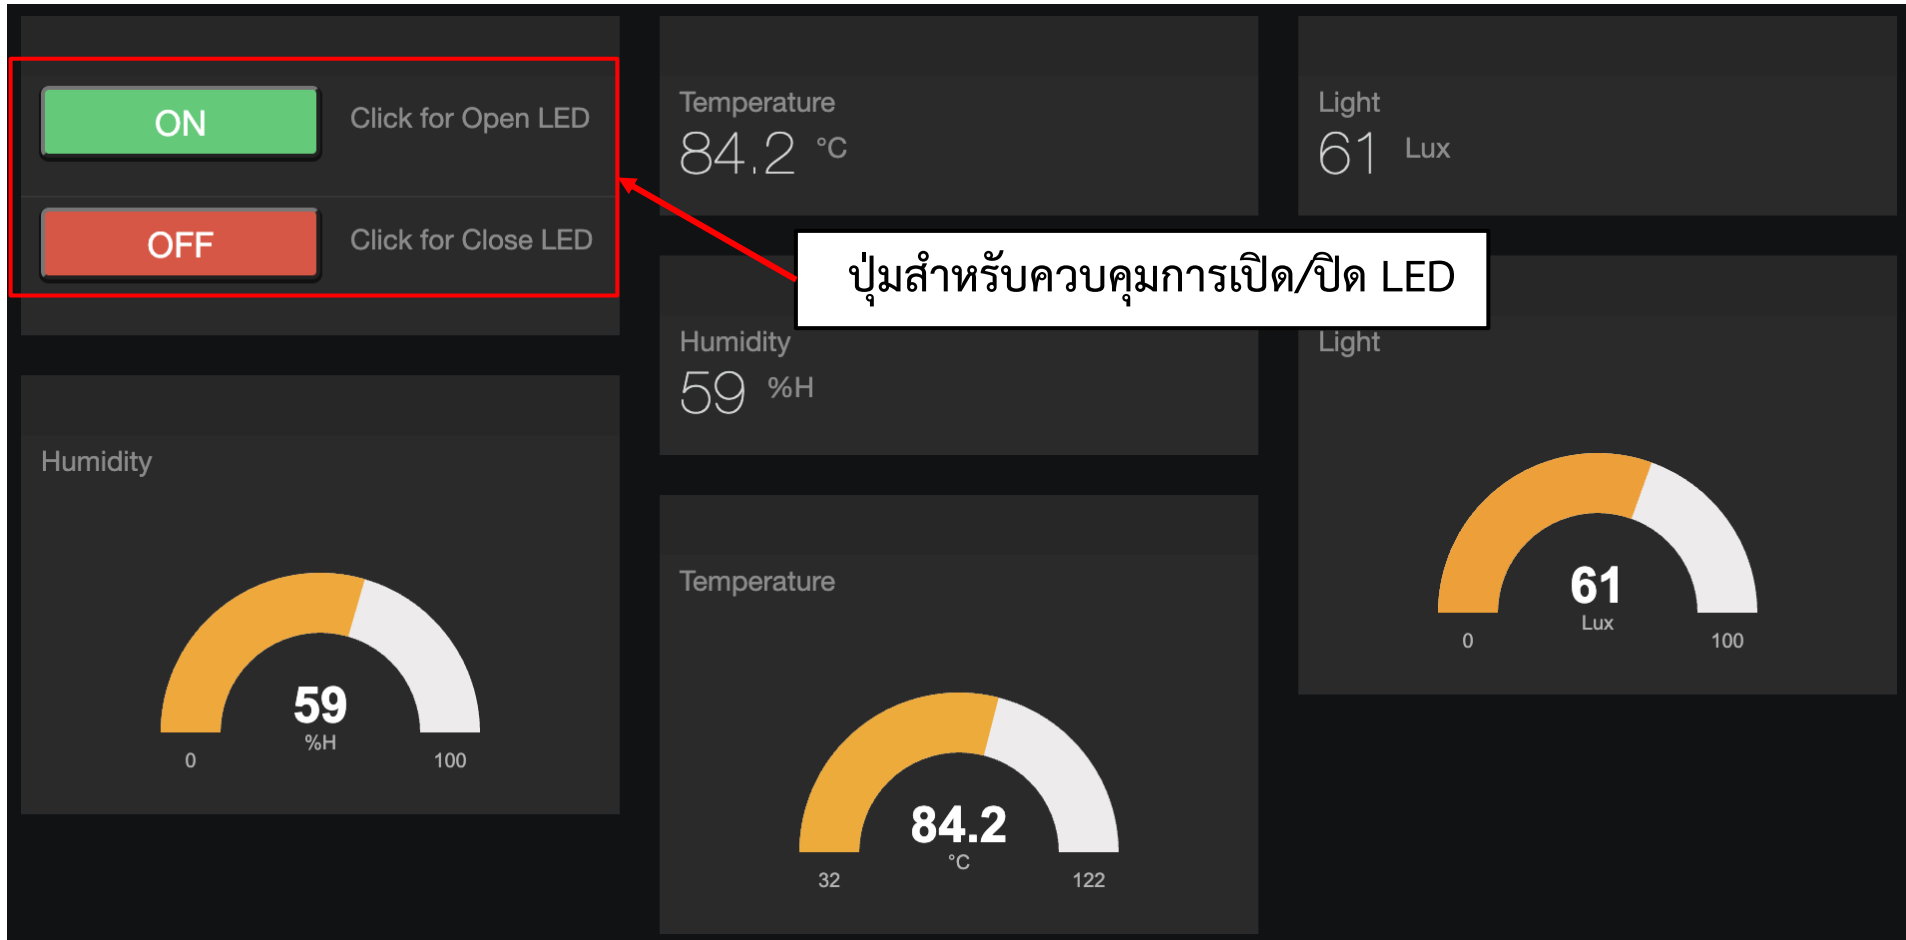 ON
Click for Open LED
OFF
Click for Close LED
Temperature
84.2 °C
Light
61 Lux
ปุ่มสำหรับควบคุมการเปิด/ปิด LED
Humidity
59 %H
Light
61
Lux
0
100
Humidity
59
%H
0
100
Temperature
84.2
°C
32
122